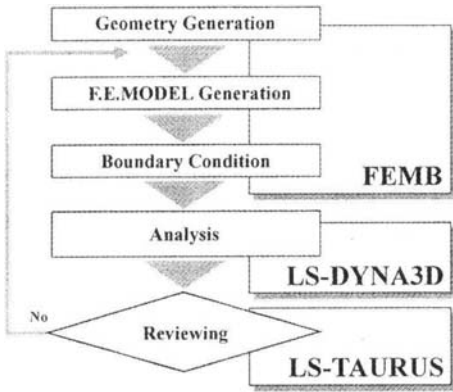 Geometry Generation
F.E.MODEL Generation
Boundary Condition
FEMB
Analysis
LS-DYNA3D
No
Reviewing
LS-TAURUS